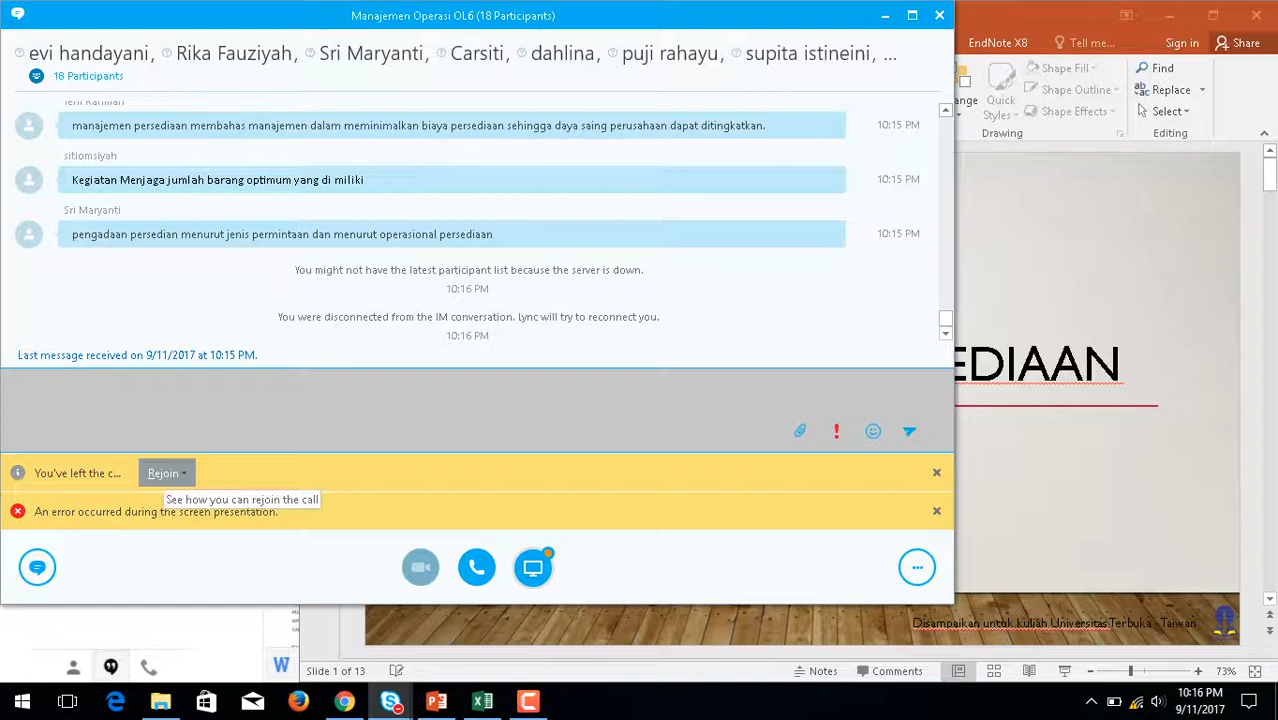 Manajemen Operasi OL6 (18 Participants)
evi handayani, Rika Fauziyah, Sri Maryanti, Carsiti, dahlina, puji rahayu, supita istineini, ...
18 Participants
manajemen persediaan membahas manajemen dalam meminimalkan biaya persediaan sehingga daya saing perusahaan dapat ditingkatkan.
10:15 PM
sitiomsiyah
Kegiatan Menjaga jumlah barang optimum yang di miliki
10:15 PM
Sri Maryanti
pengadaan persedian menurut jenis permintaan dan menurut operasional persediaan
10:15 PM
You might not have the latest participant list because the server is down.
10:16 PM
You were disconnected from the IM conversation. Lync will try to reconnect you.
10:16 PM
Last message received on 9/11/2017 at 10:15 PM.
You've left the c...
Rejoin
See how you can rejoin the call
An error occurred during the screen presentation.
EndNote X8
Tell me...
Sign in
Share
ange
Quick
Styles
Shape Fill
Shape Outline
Shape Effects
Drawing
Find
Replace
Select
Editing
EDIAAN
Disampaikan untuk kuliah Universitas Terbuka - Taiwan
Slide 1 of 13
Notes
Comments
73%
10:16 PM
9/11/2017